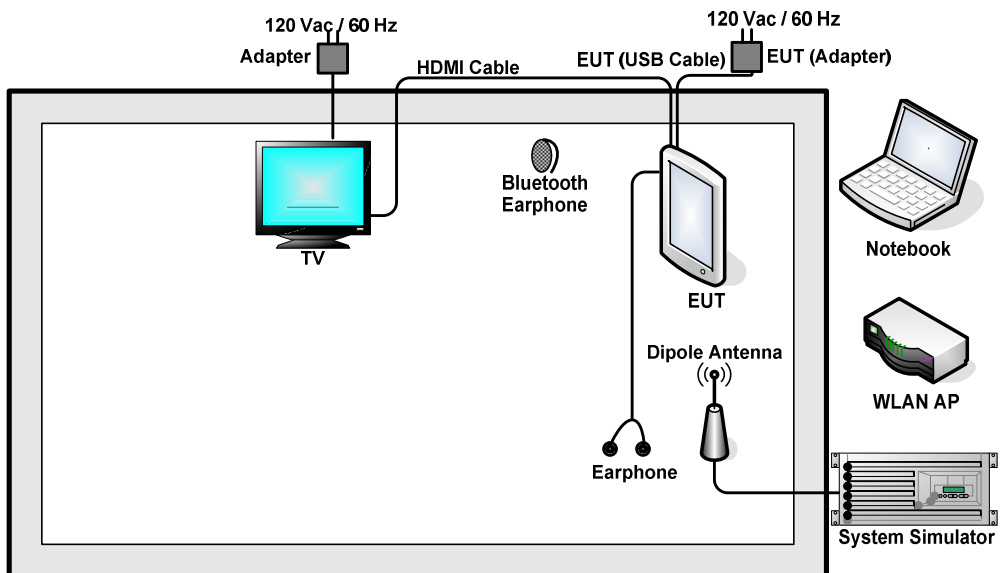 120 Vac / 60 Hz
120 Vac / 60 Hz
Adapter
EUT (USB Cable)
EUT (Adapter)
HDMI Cable
Bluetooth
Earphone
TV
Notebook
EUT
Dipole Antenna
WLAN AP
Earphone
System Simulator